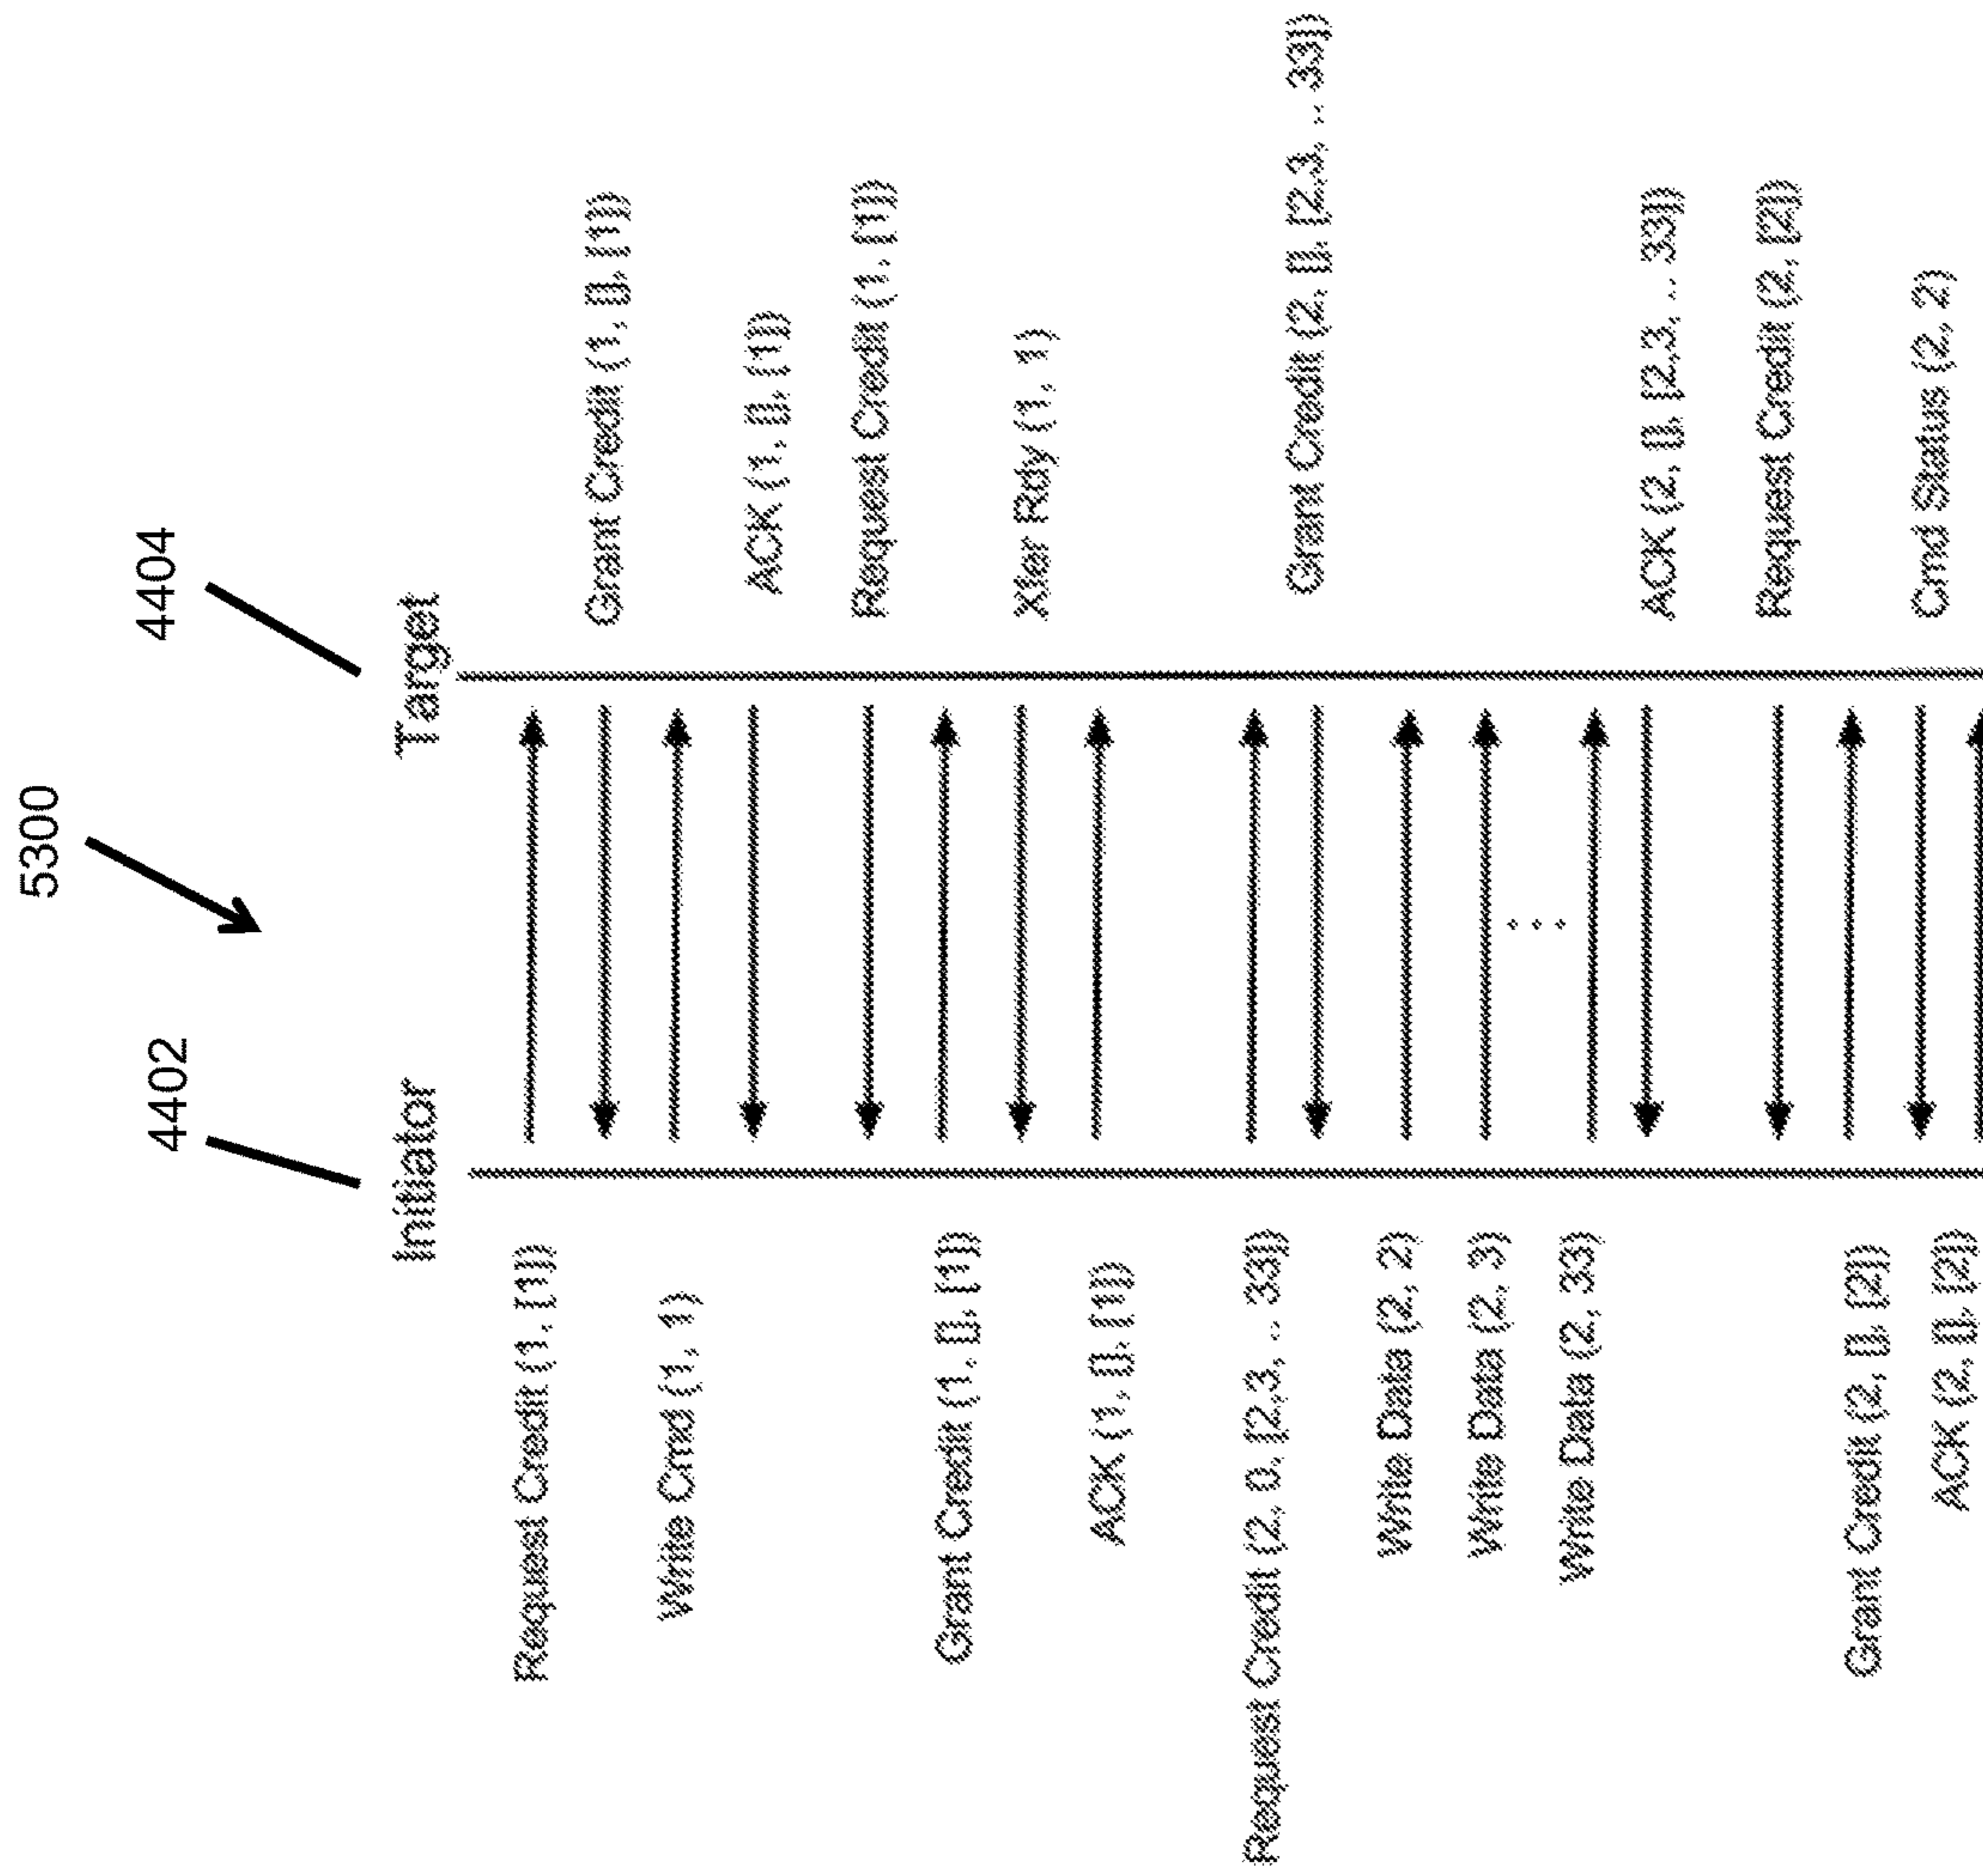 5300
4402
4404
Initiator
Target
Request Credit (1, [1])
Grant Credit (1, [], [1])
Write Cmd (1, 1)
ACK (1, [], [1])
Request Credit (1, [1])
Grant Credit (1, [], [1])
Xfer Rdy (1, 1)
ACK (1, [], [1])
Request Credit (2, 0, [2,3, .. 33])
Grant Credit (2, [], [2,3, .. 33])
Write Data (2, 2)
Write Data (2, 3)
...
Write Data (2, 33)
ACK (2, [], [2,3, .. 33])
Request Credit (2, [2])
Grant Credit (2, [], [2])
Cmd Status (2, 2)
ACK (2, [], [2])